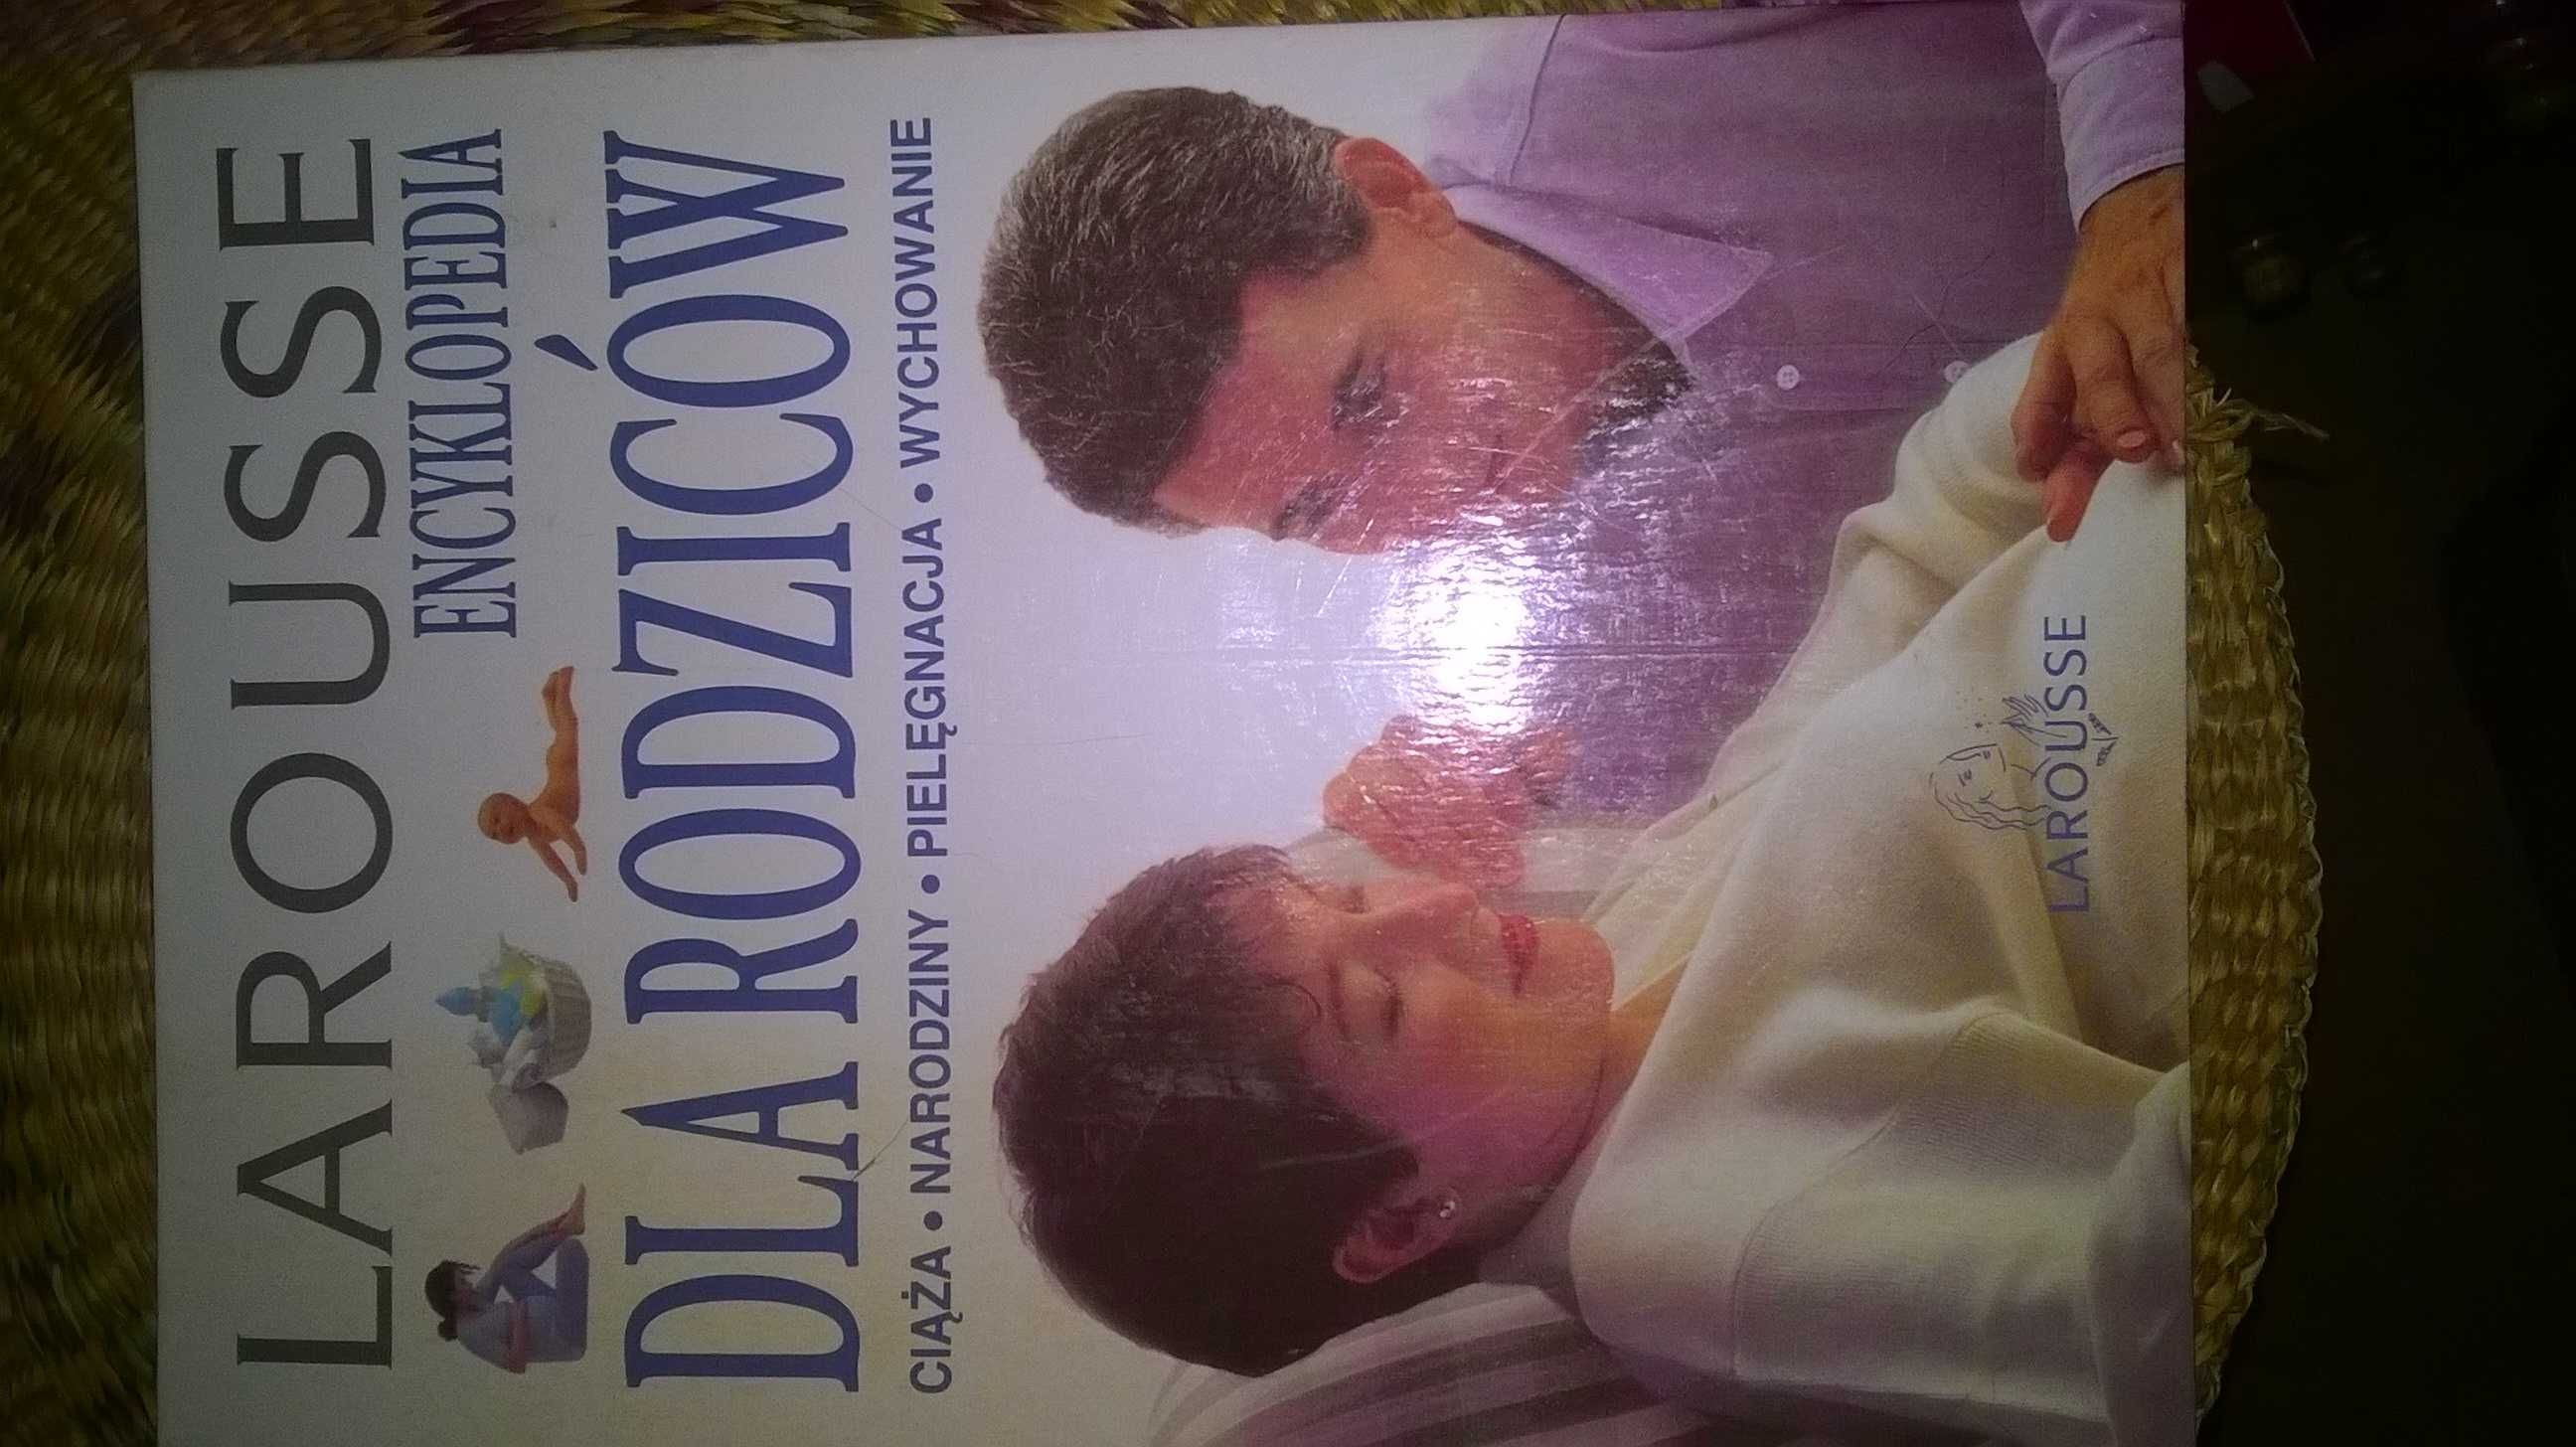 LAROUSSE
ENCYKLOPEDIA
DLA RODZICÓW
CIĄŻA • NARODZINY • PIELĘGNACJA • WYCHOWANIE
LAROUSSE